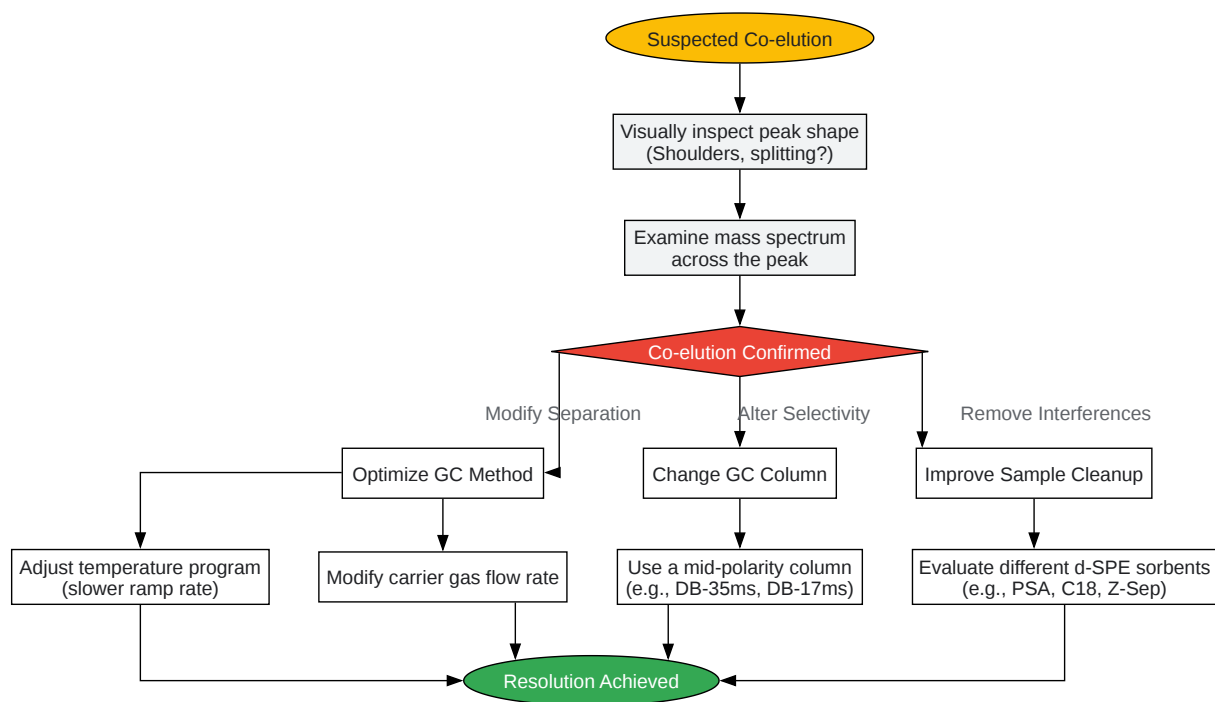 Suspected Co-elution
Visually inspect peak shape
(Shoulders, splitting?)
Examine mass spectrum
across the peak
Co-elution Confirmed
Modify Separation
Alter Selectivity
Remove Interferences
Optimize GC Method
Change GC Column
Improve Sample Cleanup
Adjust temperature program
(slower ramp rate)
Modify carrier gas flow rate
Use a mid-polarity column
(e.g., DB-35ms, DB-17ms)
Evaluate different d-SPE sorbents
(e.g., PSA, C18, Z-Sep)
Resolution Achieved